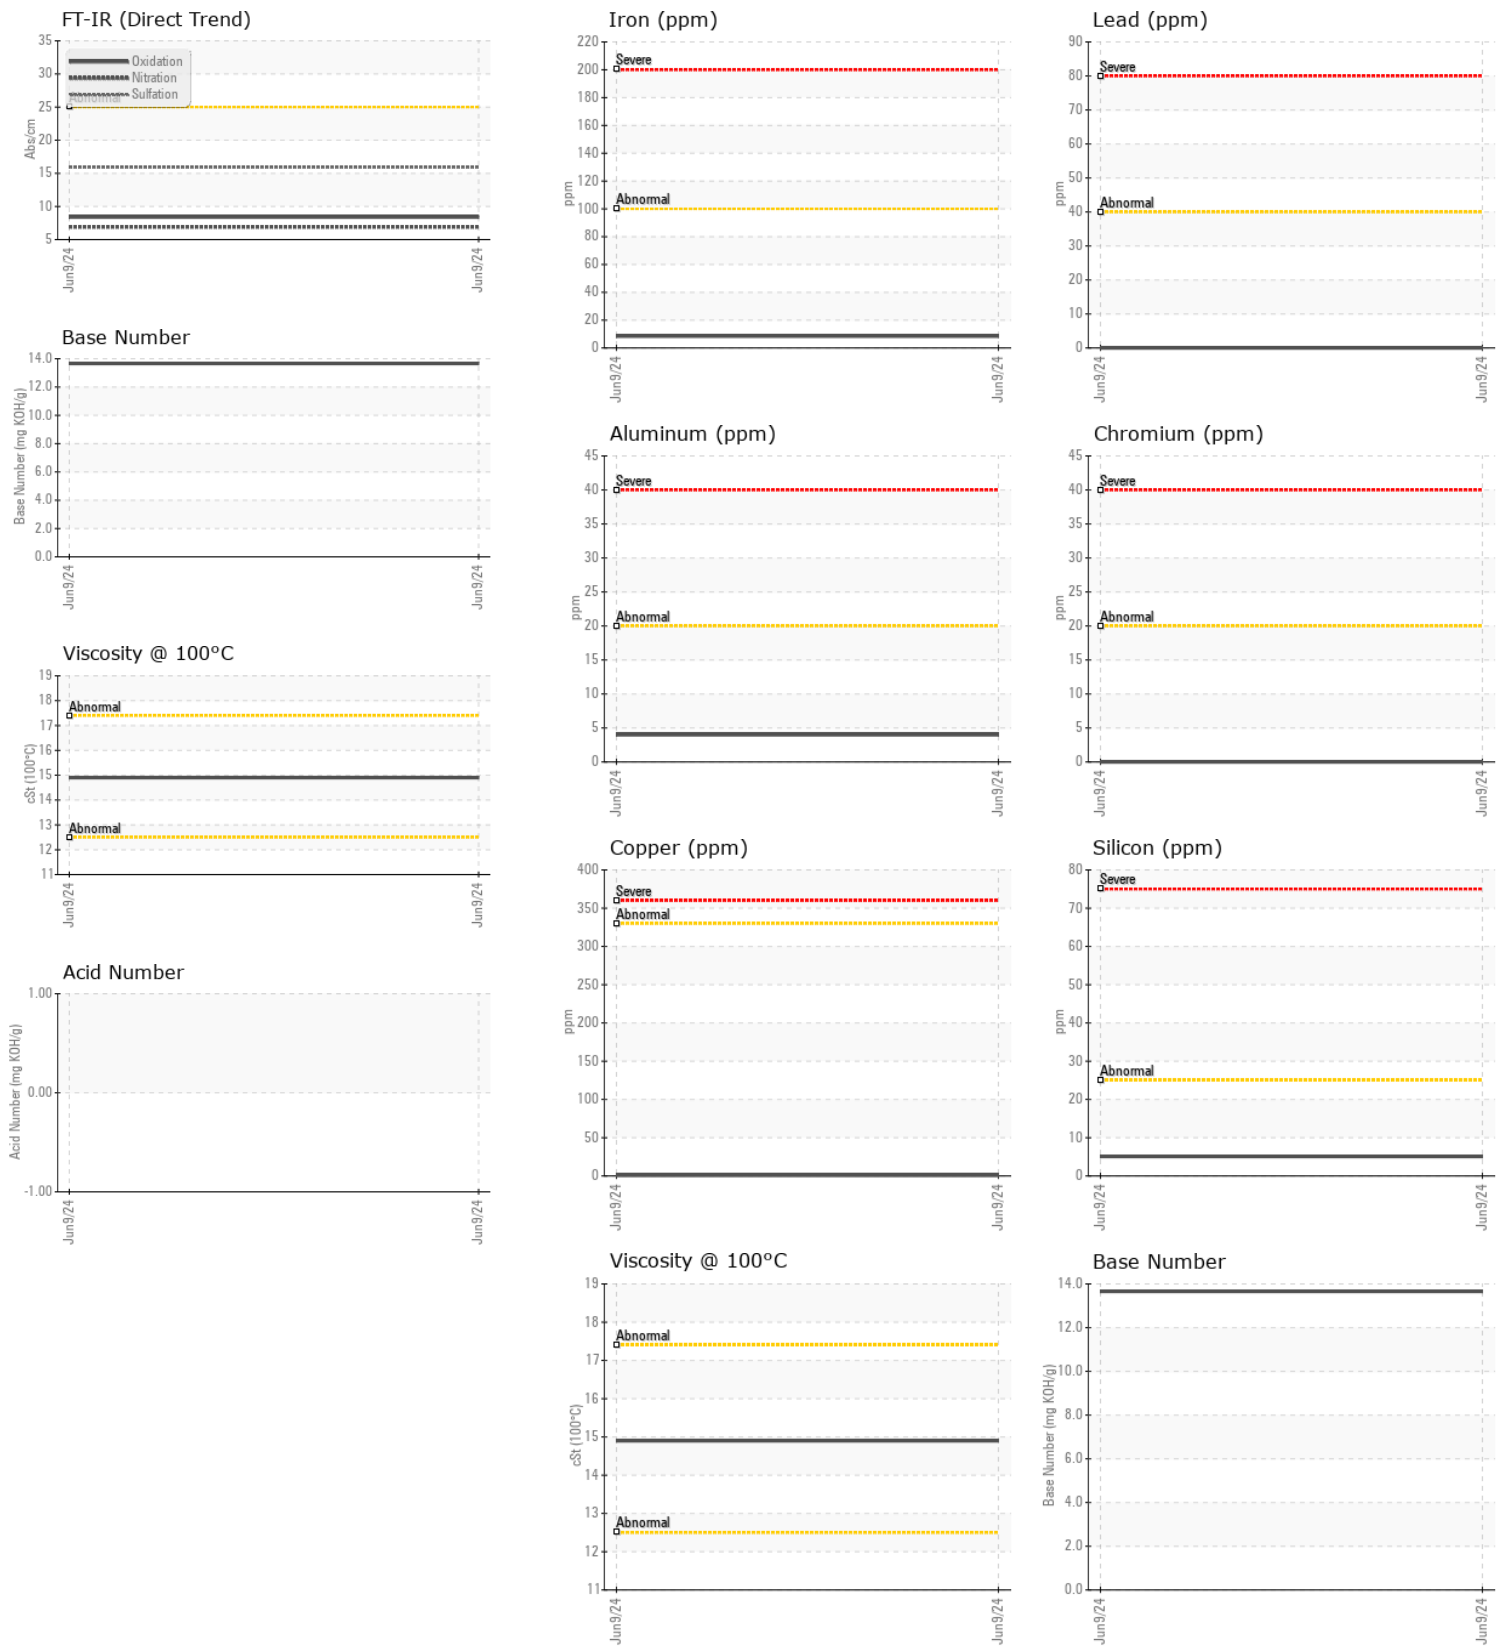 FT-IR (Direct Trend)
35
30
25
20
15
10
5
Abs/cm
Oxidation
Nitration
Sulfation
Abnormal
Jun9/24
Jun9/24
Base Number
14.0
12.0
10.0
8.0
6.0
4.0
2.0
0.0
Base Number (mg KOH/g)
Jun9/24
Jun9/24
Viscosity @ 100°C
19
18
17
16
15
14
13
12
11
cSt (100°C)
Abnormal
Abnormal
Jun9/24
Jun9/24
Acid Number
1.00
0.00
-1.00
Acid Number (mg KOH/g)
Jun9/24
Jun9/24
Iron (ppm)
220
200
180
160
140
120
100
80
60
40
20
0
ppm
Severe
Abnormal
Jun9/24
Jun9/24
Lead (ppm)
90
80
70
60
50
40
30
20
10
0
ppm
Severe
Abnormal
Jun9/24
Jun9/24
Aluminum (ppm)
45
40
35
30
25
20
15
10
5
0
ppm
Severe
Abnormal
Jun9/24
Jun9/24
Chromium (ppm)
45
40
35
30
25
20
15
10
5
0
ppm
Severe
Abnormal
Jun9/24
Jun9/24
Copper (ppm)
400
350
300
250
200
150
100
50
0
ppm
Severe
Abnormal
Jun9/24
Jun9/24
Silicon (ppm)
80
70
60
50
40
30
20
10
0
ppm
Severe
Abnormal
Jun9/24
Jun9/24
Viscosity @ 100°C
19
18
17
16
15
14
13
12
11
cSt (100°C)
Abnormal
Abnormal
Jun9/24
Jun9/24
Base Number
14.0
12.0
10.0
8.0
6.0
4.0
2.0
0.0
Base Number (mg KOH/g)
Jun9/24
Jun9/24